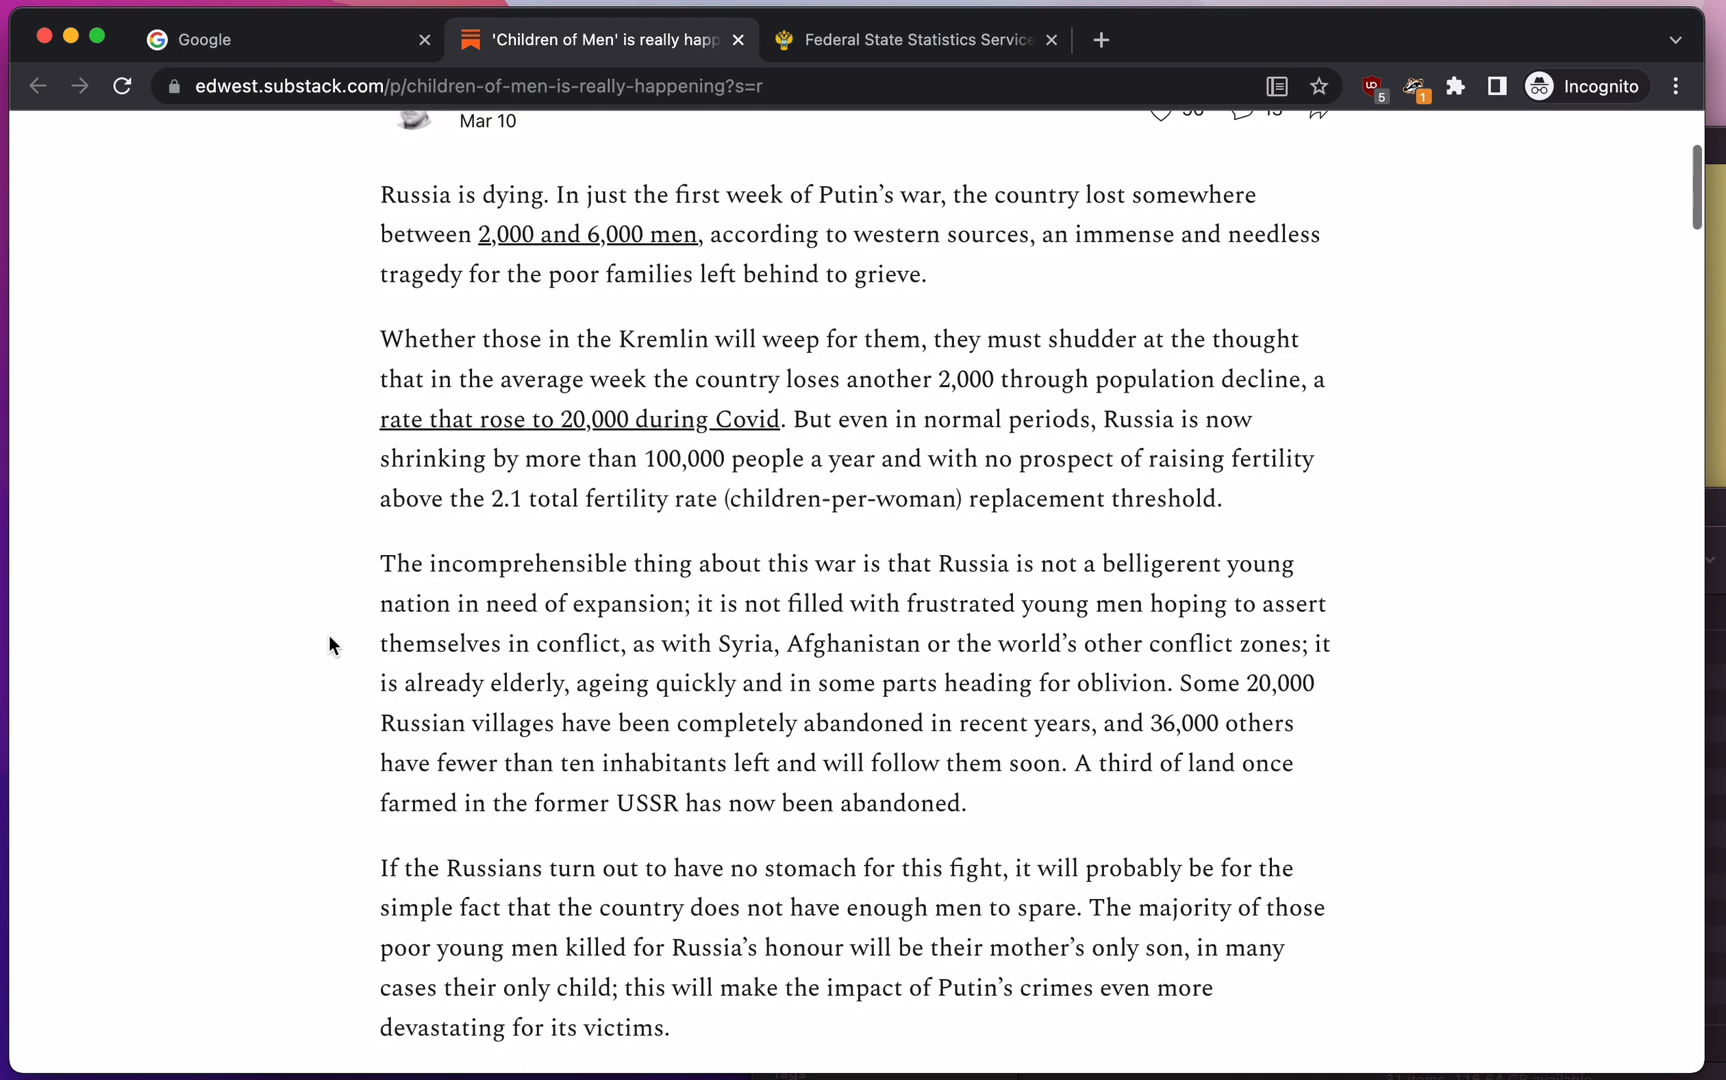 Google
'Children of Men' is really happ
Federal State Statistics Service
edwest.substack.com/p/children-of-men-is-really-happening?s=r
5
1
Incognito
Mar 10
Russia is dying. In just the first week of Putin's war, the country lost somewhere
between 2,000 and 6,000 men, according to western sources, an immense and needless
tragedy for the poor families left behind to grieve.
Whether those in the Kremlin will weep for them, they must shudder at the thought
that in the average week the country loses another 2,000 through population decline, a
rate that rose to 20,000 during Covid. But even in normal periods, Russia is now
shrinking by more than 100,000 people a year and with no prospect of raising fertility
above the 2.1 total fertility rate (children-per-woman) replacement threshold.
The incomprehensible thing about this war is that Russia is not a belligerent young
nation in need of expansion; it is not filled with frustrated young men hoping to assert
themselves in conflict, as with Syria, Afghanistan or the world's other conflict zones; it
is already elderly, ageing quickly and in some parts heading for oblivion. Some 20,000
Russian villages have been completely abandoned in recent years, and 36,000 others
have fewer than ten inhabitants left and will follow them soon. A third of land once
farmed in the former USSR has now been abandoned.
If the Russians turn out to have no stomach for this fight, it will probably be for the
simple fact that the country does not have enough men to spare. The majority of those
poor young men killed for Russia's honour will be their mother's only son, in many
cases their only child; this will make the impact of Putin's crimes even more
devastating for its victims.